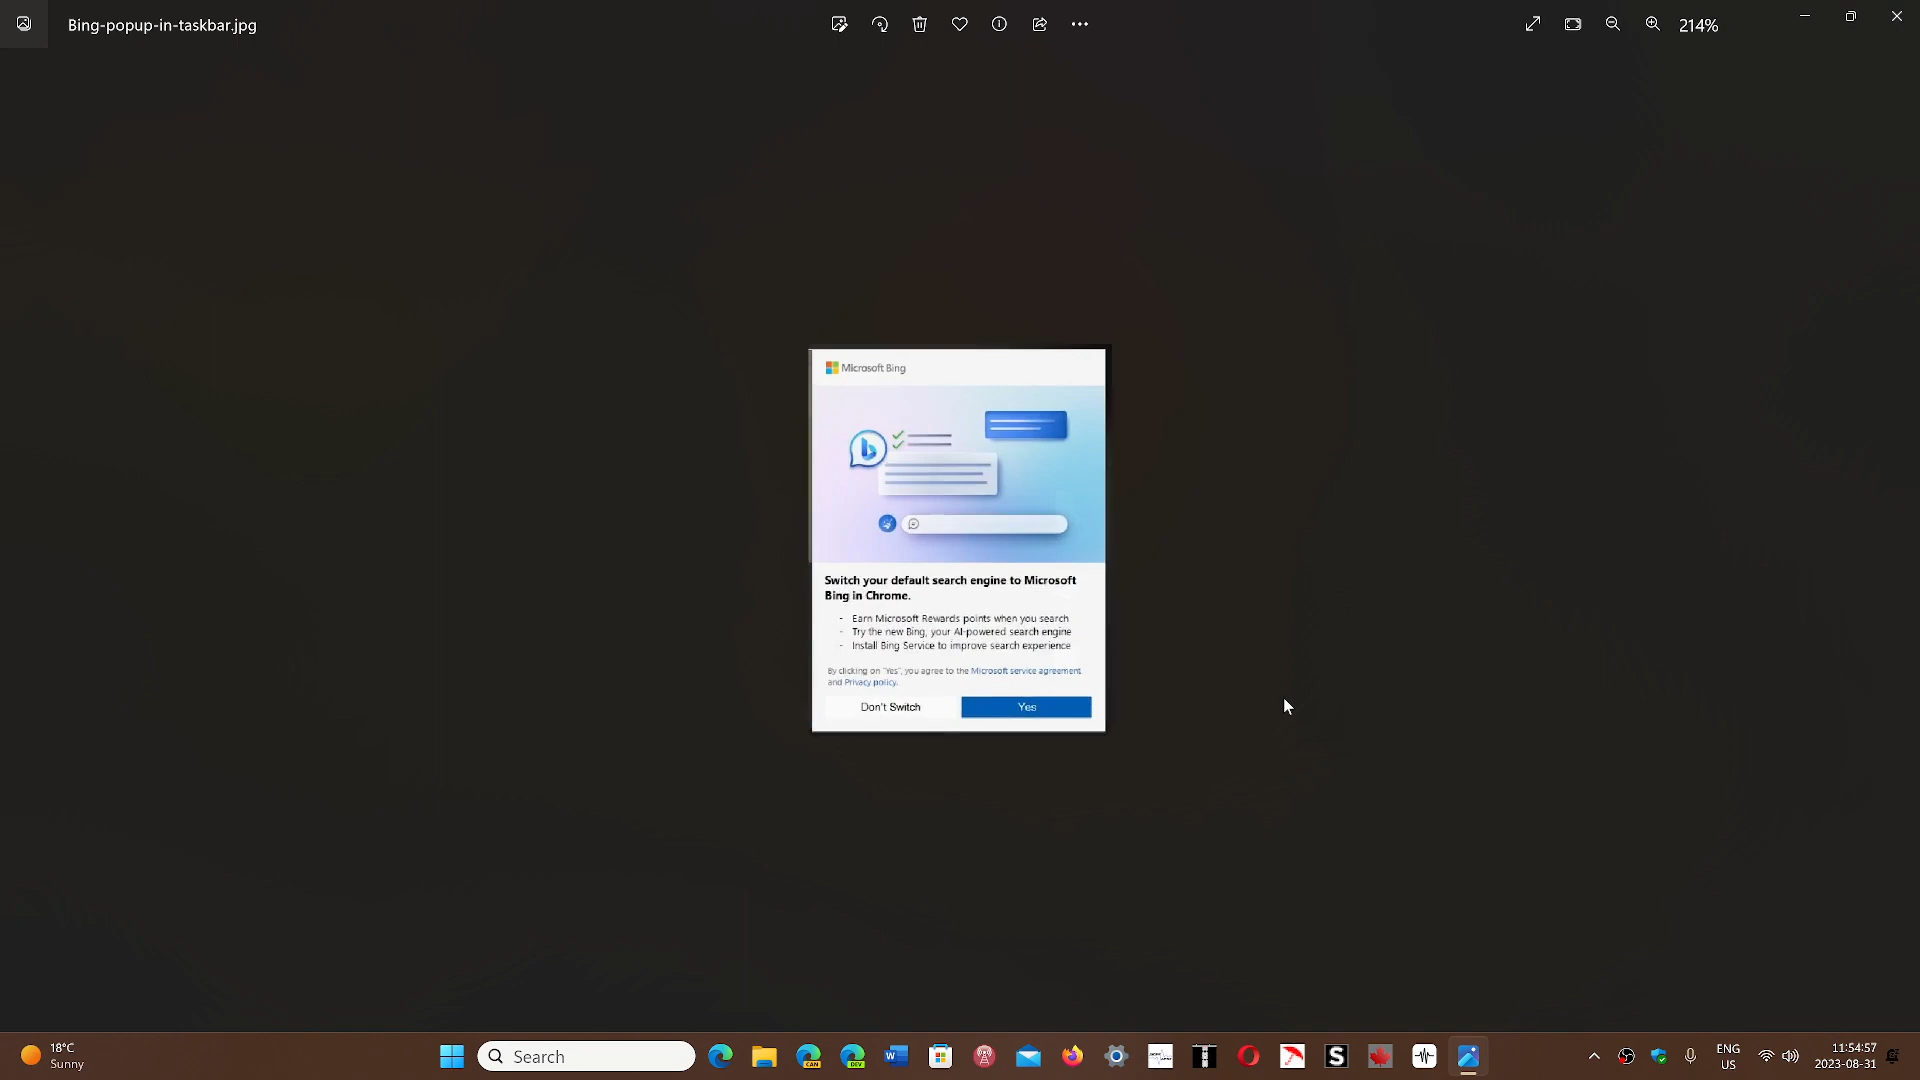 Bing-popup-in-taskbar.jpg
214%
Microsoft Bing
Switch your default search engine to Microsoft
Bing in Chrome.
- Earn Microsoft Rewards points when you search
- Try the new Bing, your AI-powered search engine
- Install Bing Service to improve search experience
By clicking on "Yes", you agree to the Microsoft service agreement
and Privacy policy.
Don't Switch
Yes
18°C
Sunny
Search
CAN
DEV
W
S
ENG
US
11:54:57
2023-08-31